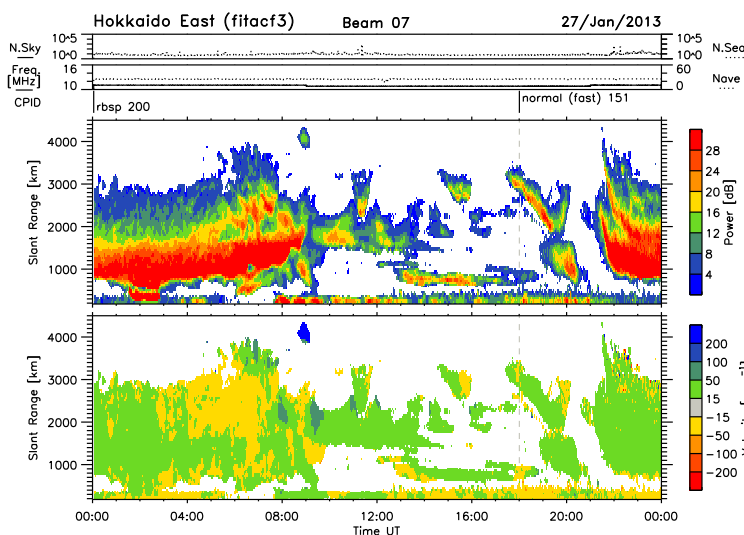 Hokkaido East (fitacf3) Beam 07 27/Jan/2013
N.Sky 10^5 10^0 10^5 10^0 N.Sea
Freq. [MHz] 16 10 60 0 Nave
CPID rbsp 200 normal (fast) 151
Slant Range [km]
4000
3000
2000
1000
Power [dB]
28
24
20
16
12
8
4
Slant Range [km]
4000
3000
2000
1000
200
100
50
15
-15
-50
-100
-200
00:00 04:00 08:00 12:00 16:00 20:00 00:00
Time UT